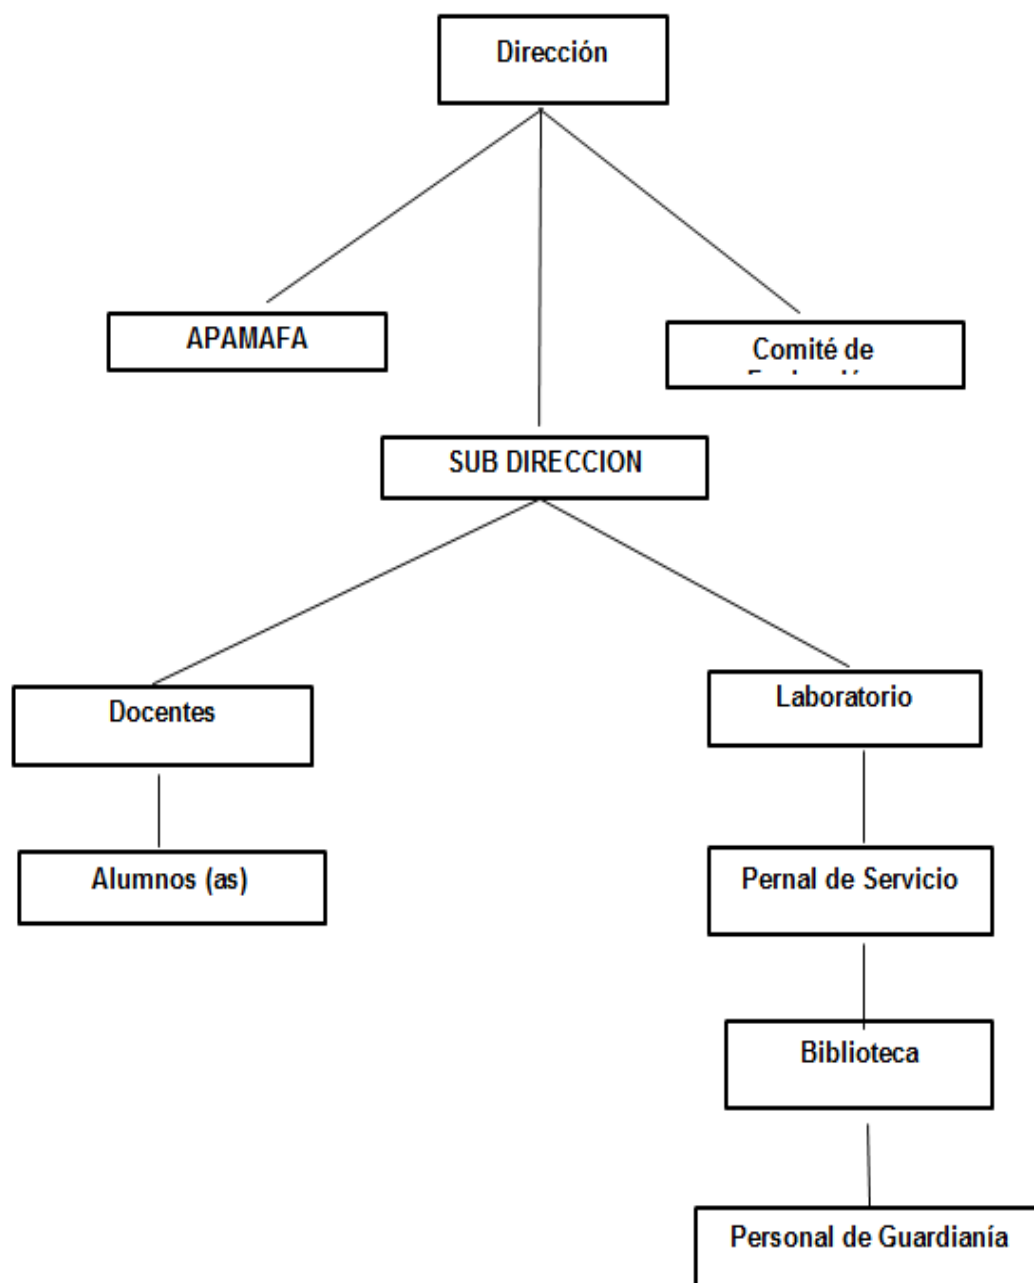 Dirección
APAMAFA
Comité de
SUB DIRECCION
Docentes
Laboratorio
Alumnos (as)
Pernal de Servicio
Biblioteca
Personal de Guardianía